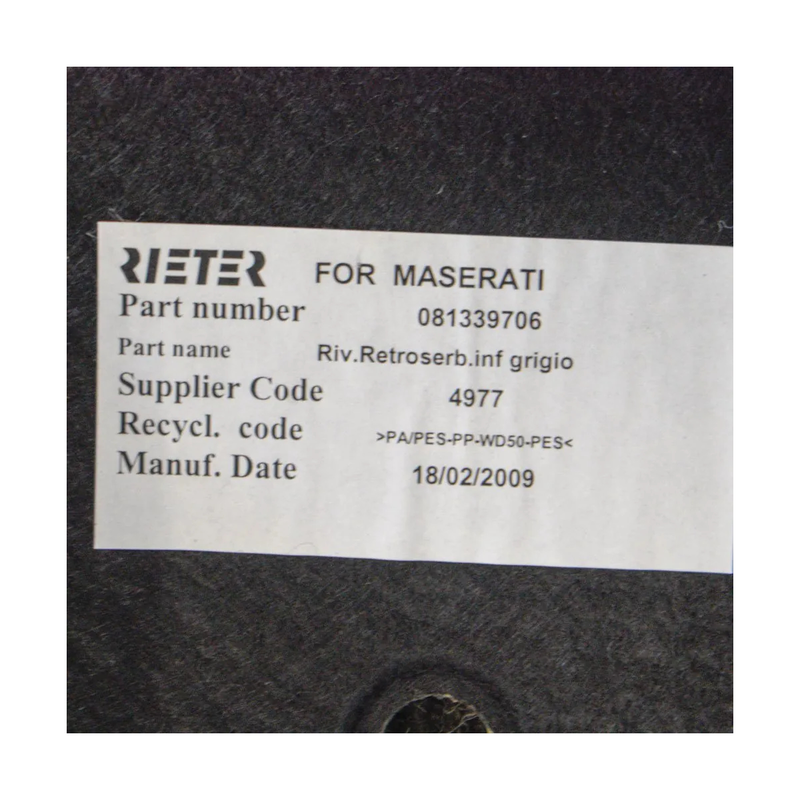 RIETER FOR MASERATI
Part number 081339706
Part name Riv.Retroserb.inf grigio
Supplier Code 4977
Recycl. code >PA/PES-PP-WD50-PES<
Manuf. Date 18/02/2009